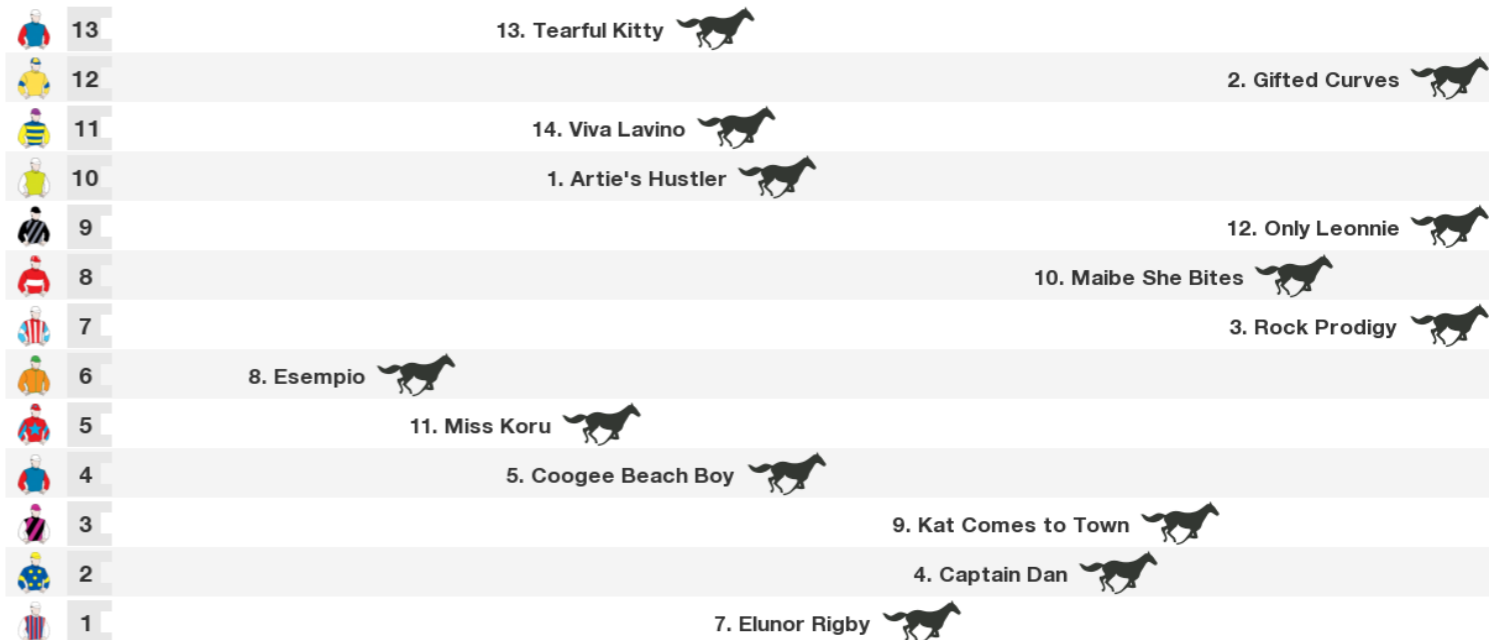 13 13. Tearful Kitty
12 2. Gifted Curves
11 14. Viva Lavino
10 1. Artie's Hustler
9 12. Only Leonnie
8 10. Maibe She Bites
7 3. Rock Prodigy
6 8. Esempio
5 11. Miss Koru
4 5. Coogee Beach Boy
3 9. Kat Comes to Town
2 4. Captain Dan
1 7. Elunor Rigby